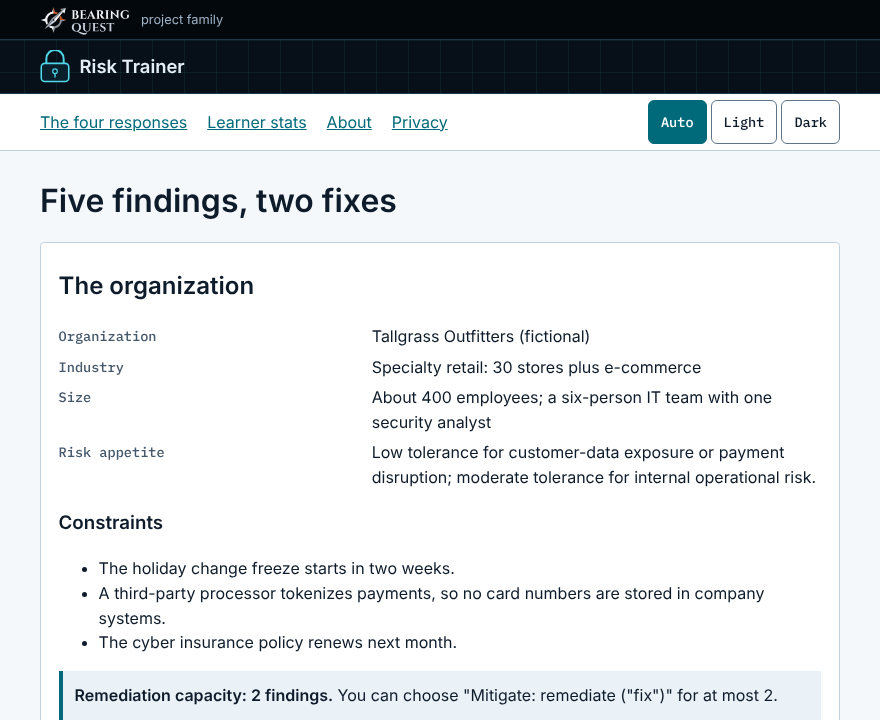 BEARING
QUEST
project family
Risk Trainer
The four responses Learner stats About Privacy Auto Light Dark
Five findings, two fixes
The organization
Organization Tallgrass Outfitters (fictional)
Industry Specialty retail: 30 stores plus e-commerce
Size About 400 employees; a six-person IT team with one
security analyst
Risk appetite Low tolerance for customer-data exposure or payment
disruption; moderate tolerance for internal operational risk.
Constraints
• The holiday change freeze starts in two weeks.
• A third-party processor tokenizes payments, so no card numbers are stored in company
systems.
• The cyber insurance policy renews next month.
Remediation capacity: 2 findings. You can choose "Mitigate: remediate ("fix")" for at most 2.